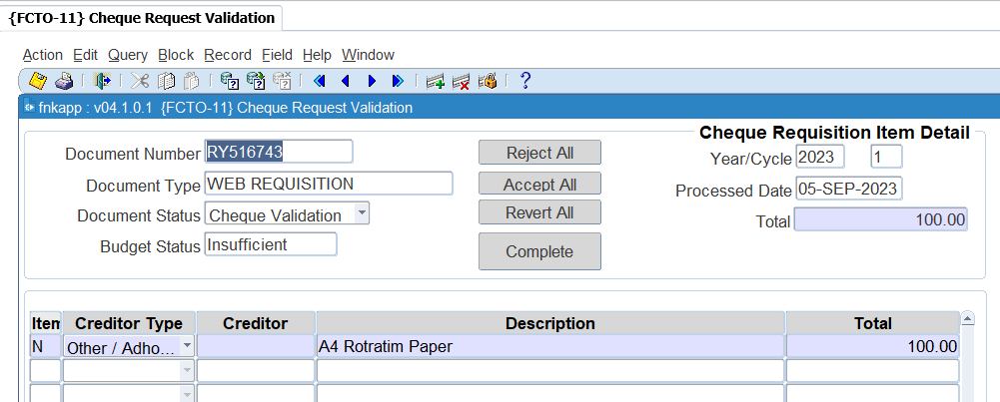 {FCTO-11} Cheque Request Validation
Action Edit Query Block Record Field Help Window
fnkapp : v04.1.0.1 {FCTO-11} Cheque Request Validation
Cheque Requisition Item Detail
Document Number RY516743 Reject All Year/Cycle 2023 1
Document Type WEB REQUISITION Accept All Processed Date 05-SEP-2023
Document Status Cheque Validation Revert All Total 100.00
Budget Status Insufficient Complete
Item Creditor Type Creditor Description Total
N Other / Adho... A4 Rotratim Paper 100.00